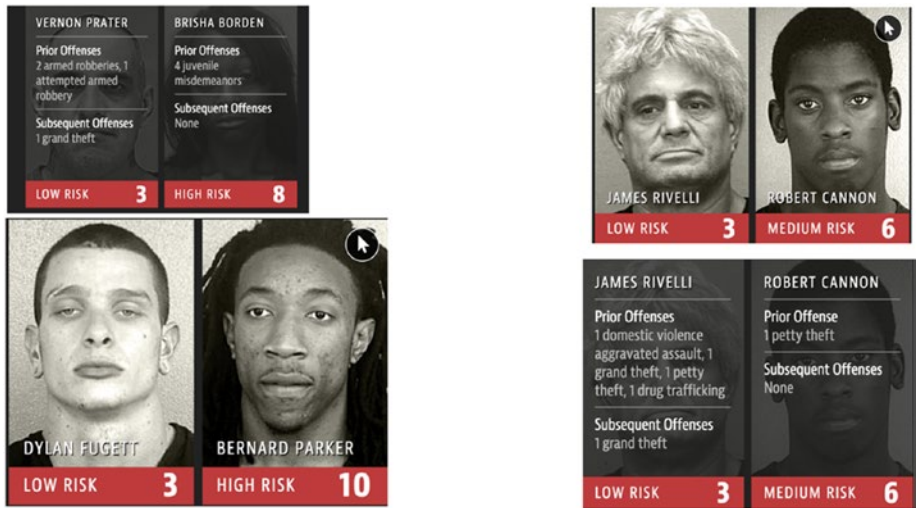 VERNON PRATER
Prior Offenses
2 armed robberies, 1
attempted armed
robbery
Subsequent Offenses
1 grand theft
LOW RISK 3
BRISHA BORDEN
Prior Offenses
4 juvenile
misdemeanors
Subsequent Offenses
None
HIGH RISK 8
JAMES RIVELLI
LOW RISK 3
ROBERT CANNON
MEDIUM RISK 6
DYLAN FUGETT
LOW RISK 3
BERNARD PARKER
HIGH RISK 10
JAMES RIVELLI
Prior Offenses
1 domestic violence
aggravated assault, 1
grand theft, 1 petty
theft, 1 drug trafficking
Subsequent Offenses
1 grand theft
LOW RISK 3
ROBERT CANNON
Prior Offense
1 petty theft
Subsequent Offenses
None
MEDIUM RISK 6